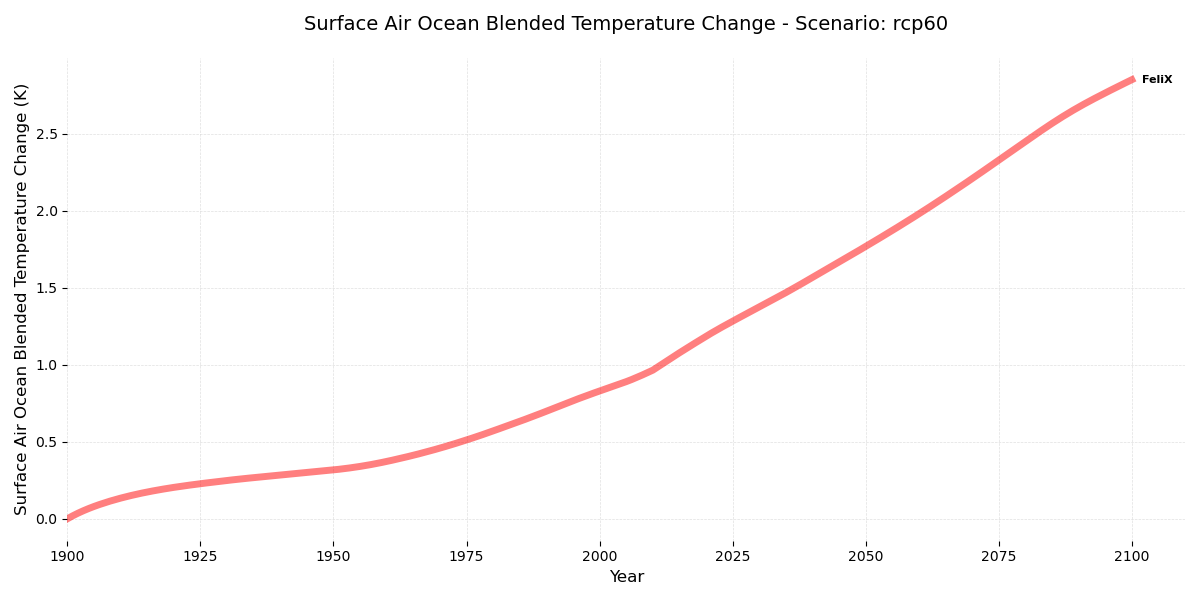 Surface Air Ocean Blended Temperature Change - Scenario: rcp60
Surface Air Ocean Blended Temperature Change (K)
2.5
2.0
1.5
1.0
0.5
0.0
FeliX
1900 1925 1950 1975 2000 2025 2050 2075 2100
Year